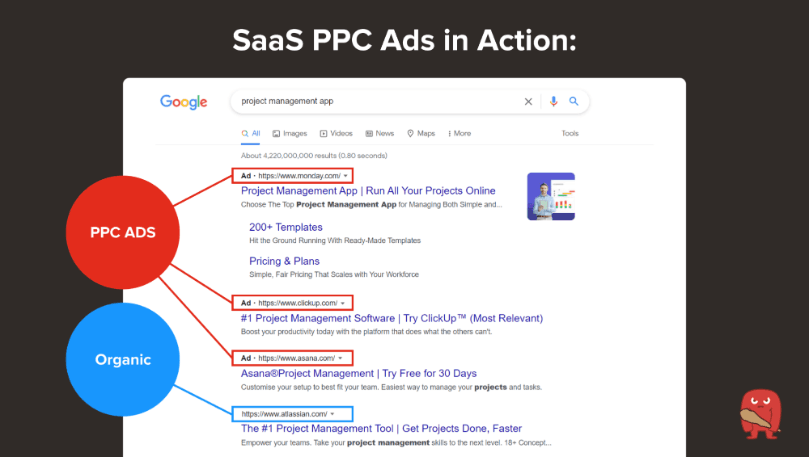 SaaS PPC Ads in Action:
Google
project management app
All Images Videos News Maps More Tools
About 4,220,000,000 results (0.80 seconds)
Ad · https://www.monday.com/
Project Management App | Run All Your Projects Online
Choose The Top Project Management App for Managing Both Simple and...
200+ Templates
Hit the Ground Running With Ready-Made Templates
PPC ADS
Pricing & Plans
Simple, Fair Pricing That Scales with Your Workforce
Ad · https://www.clickup.com/
#1 Project Management Software | Try ClickUp™ (Most Relevant)
Boost your productivity today with the platform that does what the others can't.
Organic
Ad · https://www.asana.com/
Asana®Project Management | Try Free for 30 Days
Customise your setup to best fit your team. Easiest way to manage your projects and tasks.
https://www.atlassian.com/
The #1 Project Management Tool | Get Projects Done, Faster
Empower your teams. Take your project management skills to the next level. 18+ Concept...